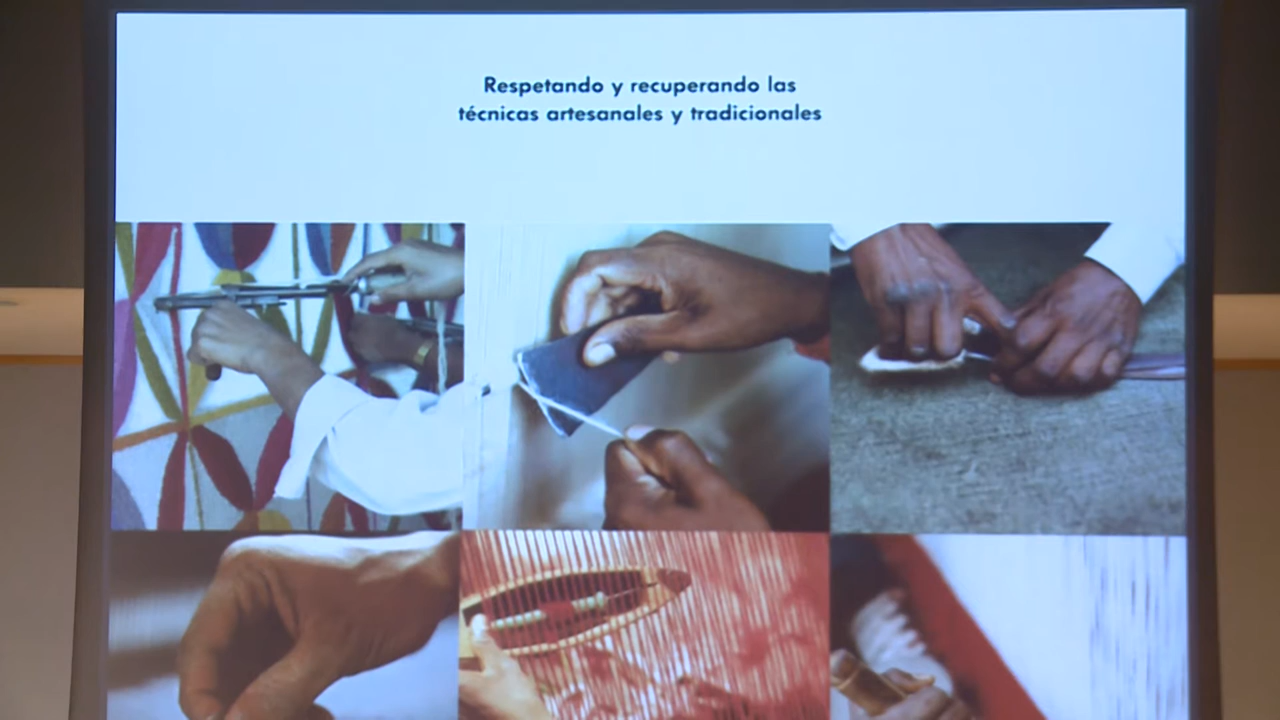 Respetando y recuperando las
técnicas artesanales y tradicionales